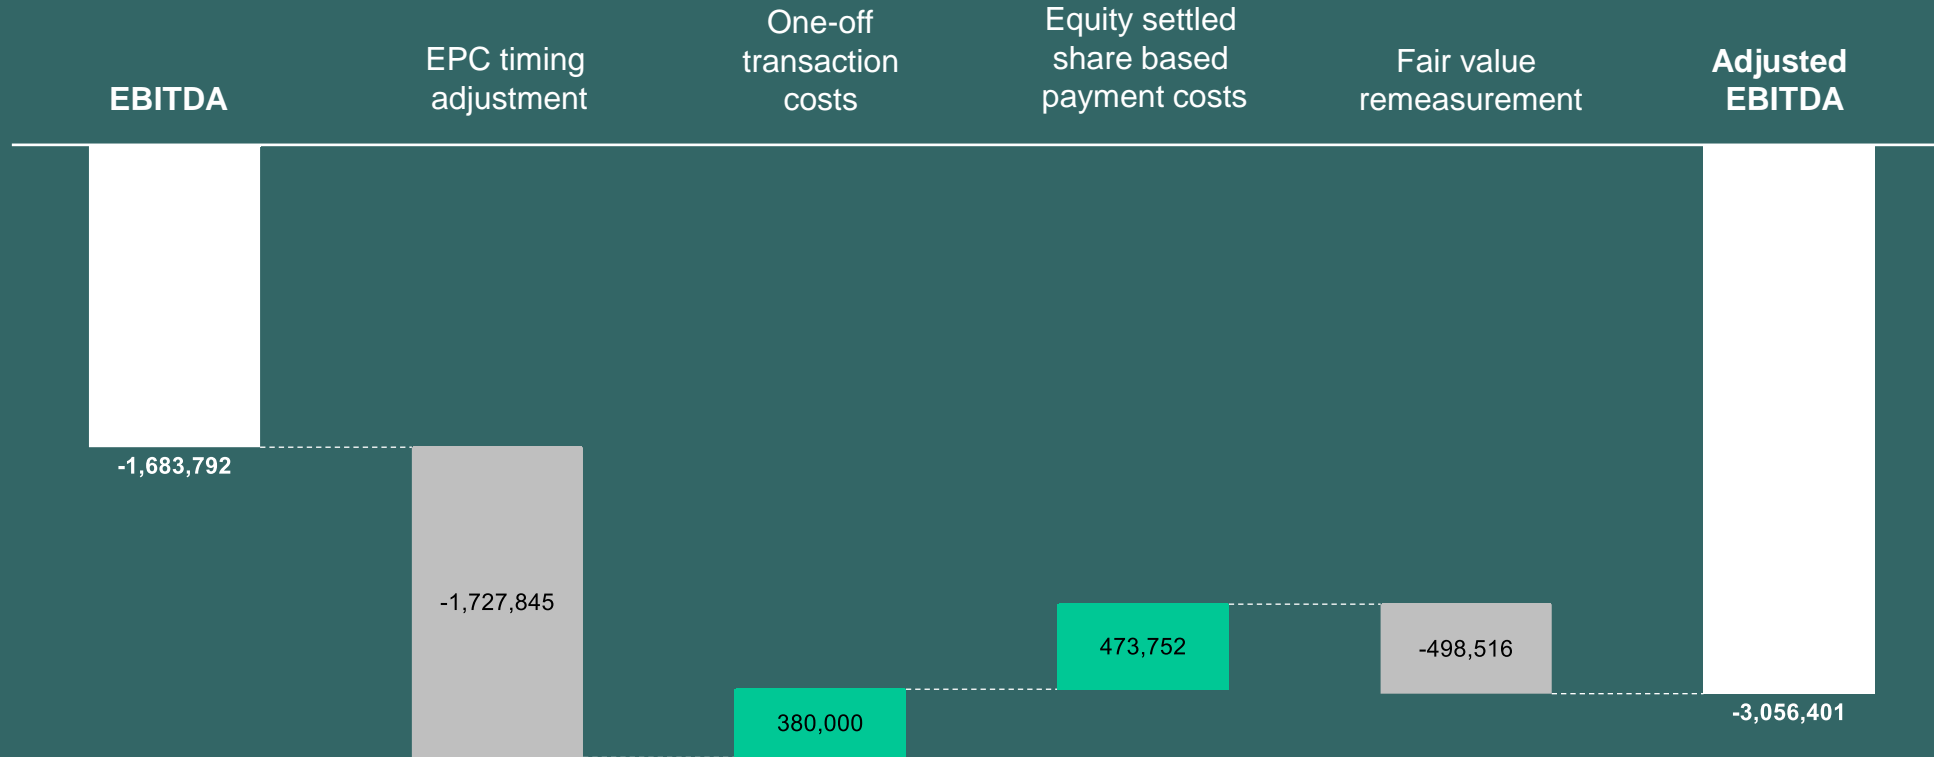 EBITDA
EPC timing
adjustment
One-off
transaction
costs
Equity settled
share based
payment costs
Fair value
remeasurement
Adjusted
EBITDA
-1,683,792
-1,727,845
380,000
473,752
-498,516
-3,056,401